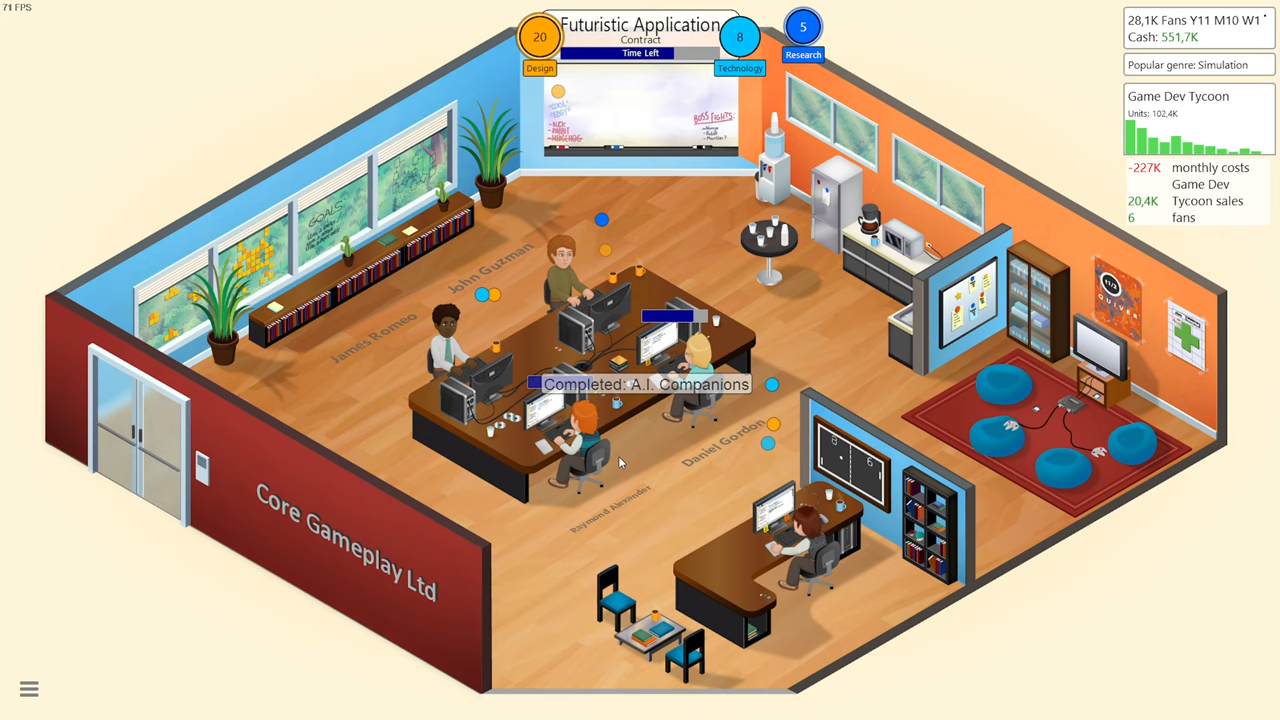 71 FPS
Futuristic Application
Contract
Time Left
20
Design
8
Technology
5
Research
28,1K Fans Y11 M10 W1
Cash: 551,7K
Popular genre: Simulation
Game Dev Tycoon
Units: 102,4K
-227K monthly costs
Game Dev
20,4K Tycoon sales
6 fans
BOSS FIGHTS:
GOALS
John Guzman
James Romeo
Completed: A.I. Companions
Daniel Gordon
Raymond Alexander
Core Gameplay Ltd